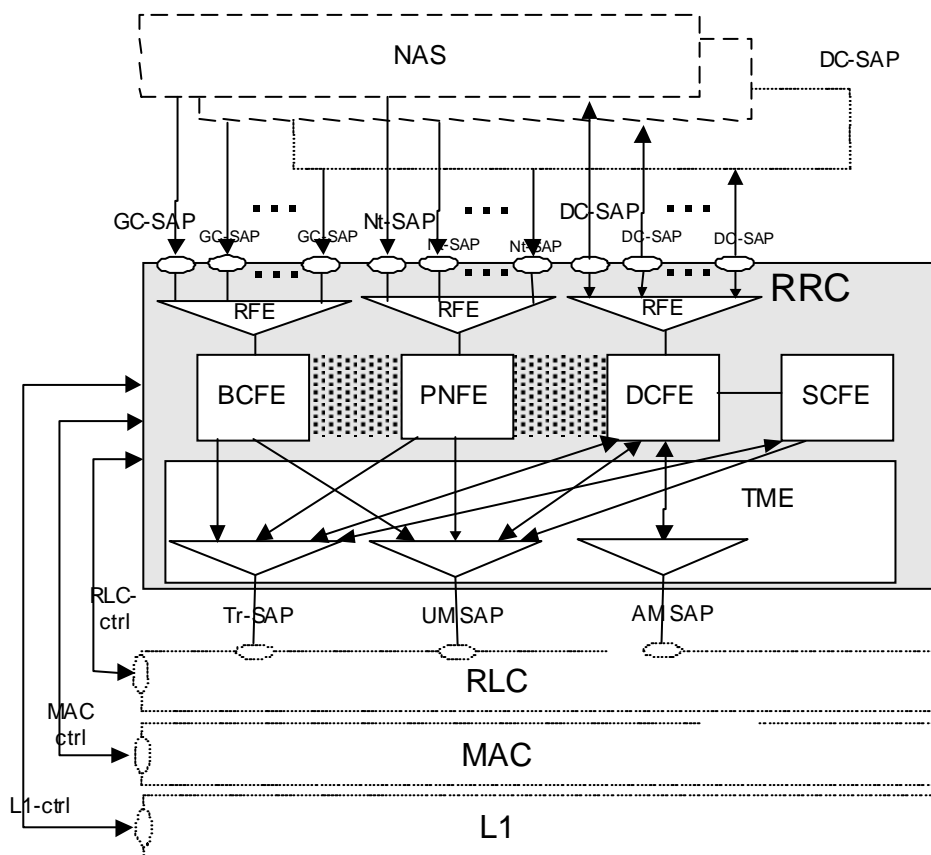 NAS
DC-SAP
GC-SAP
Nt-SAP
DC-SAP
GC-SAP
GC-SAP
Nt-SAP
Nt-SAP
DC-SAP
DC-SAP
RRC
RFE
RFE
RFE
BCFE
PNFE
DCFE
SCFE
TME
RLC-
ctrl
Tr-SAP
UM SAP
AM SAP
RLC
MAC
ctrl
MAC
L1-ctrl
L1